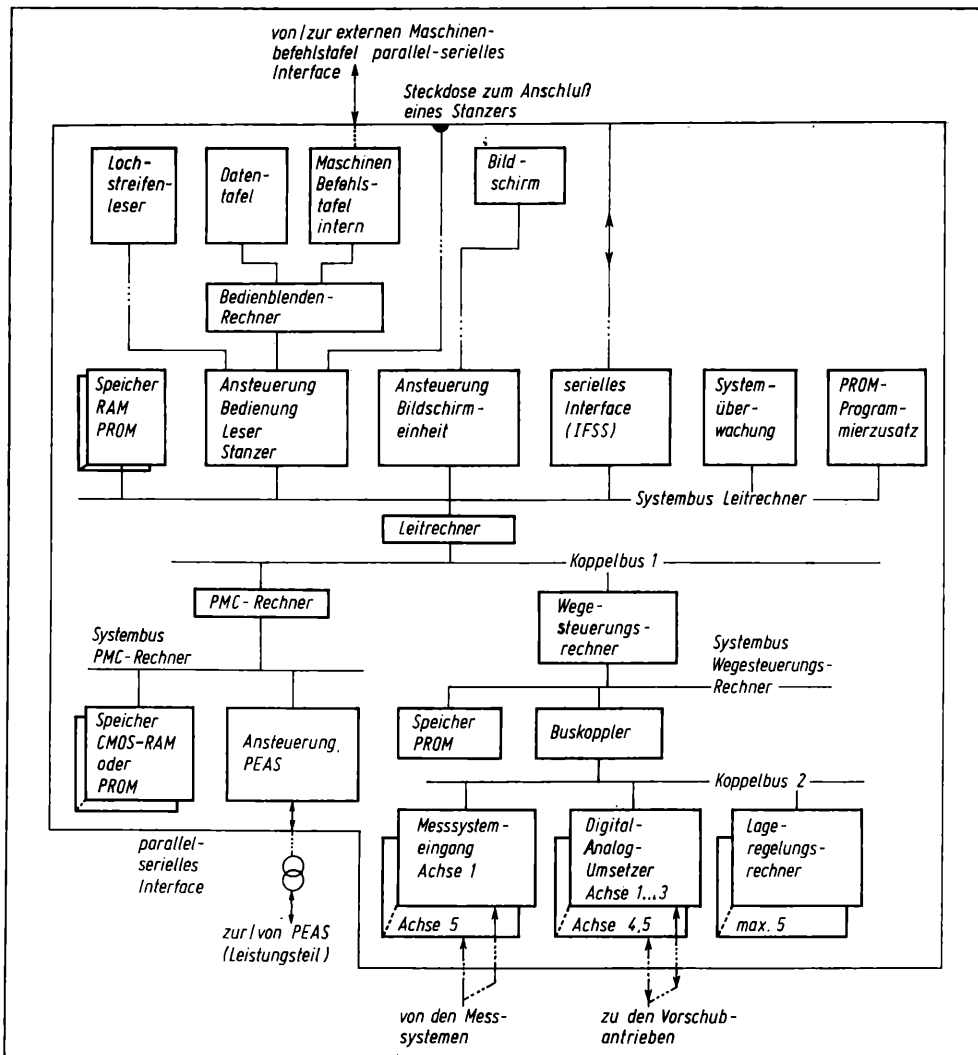 von/zur externen Maschinen-
befehlstafel parallel-serielles
Interface
Steckdose zum Anschluß
eines Stanzers
Loch-
streifen-
leser
Daten-
tafel
Maschinen
Befehls-
tafel
intern
Bild-
schirm
Bedienblenden-
Rechner
Speicher
RAM
PROM
Ansteuerung
Bedienung
Leser
Stanzer
Ansteuerung
Bildschirm-
einheit
serielles
Interface
(IFSS)
System-
über-
wachung
PROM-
Program-
mierzusatz
Systembus Leitrechner
Leitrechner
Koppelbus 1
PMC-Rechner
Wege-
steuerungs-
rechner
Systembus
PMC-Rechner
Systembus
Wegesteuerungs-
Rechner
Speicher
CMOS-RAM
oder
PROM
Ansteuerung.
PEAS
Speicher
PROM
Buskoppler
Koppelbus 2
Messsystem-
eingang
Achse 1
Achse 5
Digital-
Analog-
Umsetzer
Achse 1...3
Achse 4,5
Lage-
regelungs-
rechner
max. 5
parallel-
serielles
Interface
zur/von PEAS
(Leistungsteil)
von den Mess-
systemen
zu den Vorschub-
antrieben